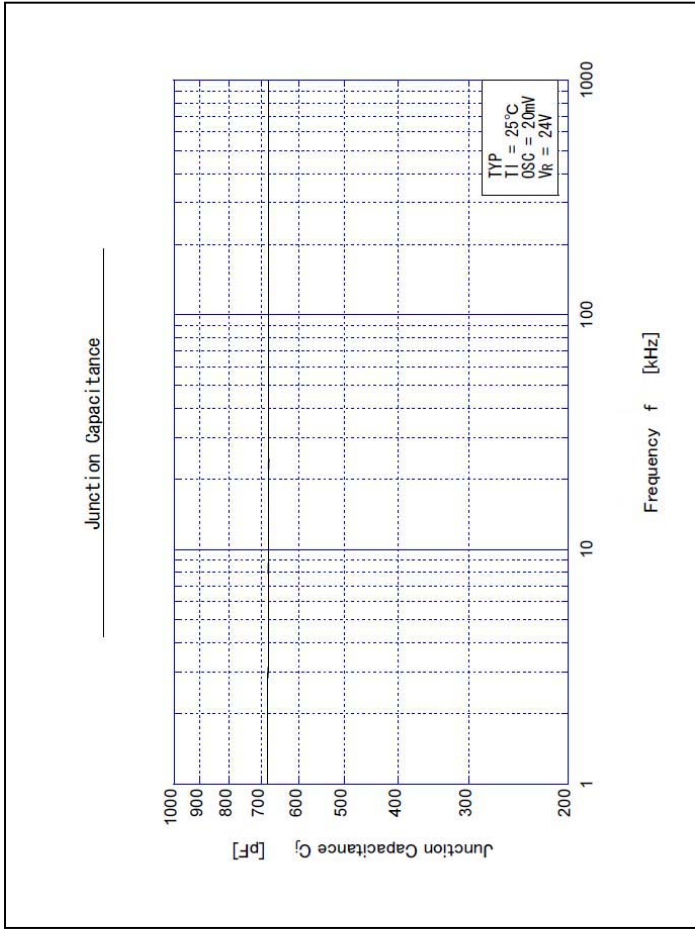 Junction Capacitance
Junction Capacitance Cj [pF]
1000
900
800
700
600
500
400
300
200
TYP
Tl = 25℃
OSC = 20mV
VR = 24V
1
10
100
1000
Frequency f [kHz]